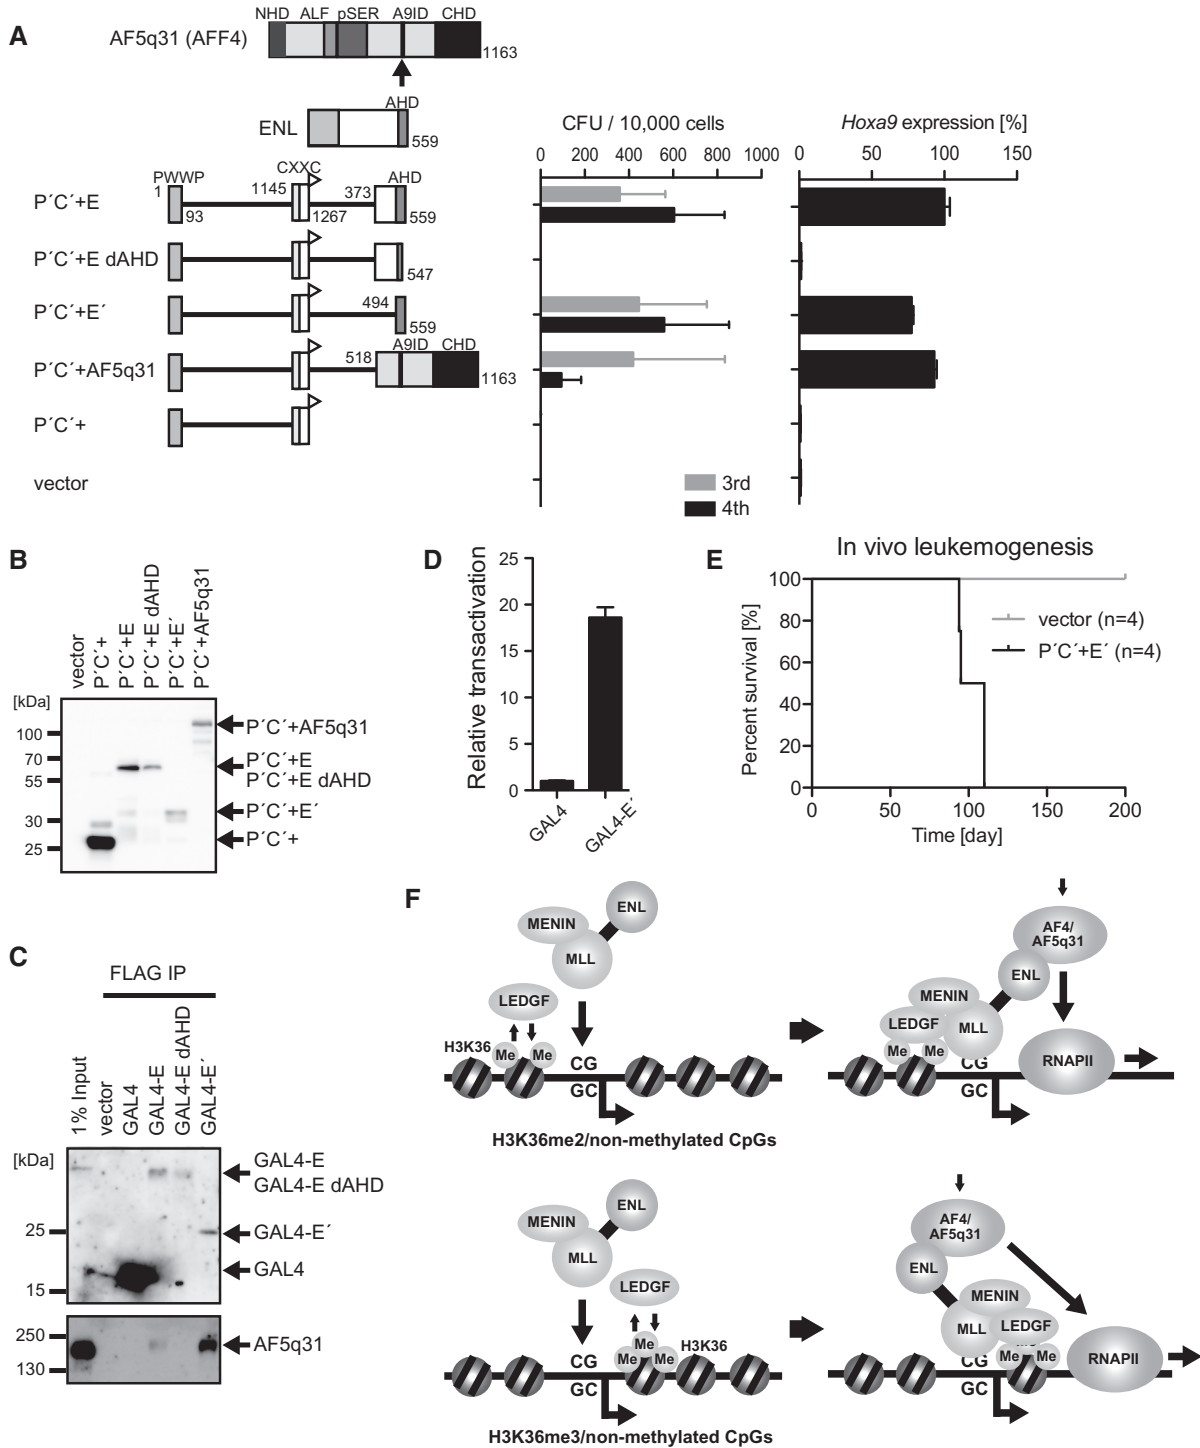 A
NHD ALF pSER A9ID CHD
AF5q31 (AFF4)
1163
AHD
ENL
559
CFU / 10,000 cells
0 200 400 600 800 1000
Hoxa9 expression [%]
0 50 100 150
PWWP CXXC AHD
P´C´+E
1 93 1145 1267 373 559
P´C´+E dAHD
547
P´C´+E´
494 559
A9ID CHD
P´C´+AF5q31
518 1163
P´C´+
vector
3rd
4th
B
vector
P´C´+
P´C´+E
P´C´+E dAHD
P´C´+E´
P´C´+AF5q31
[kDa]
100
70
55
30
25
P´C´+AF5q31
P´C´+E
P´C´+E dAHD
P´C´+E´
P´C´+
C
FLAG IP
1% Input
vector
GAL4
GAL4-E
GAL4-E dAHD
GAL4-E´
[kDa]
25
15
GAL4-E
GAL4-E dAHD
GAL4-E´
GAL4
250
130
AF5q31
D
Relative transactivation
25
20
15
10
5
0
GAL4
GAL4-E´
E
In vivo leukemogenesis
Percent survival [%]
100
80
60
40
20
0
0 50 100 150 200
Time [day]
vector (n=4)
P´C´+E´ (n=4)
F
MENIN
ENL
MLL
LEDGF
H3K36
Me Me
CG
GC
H3K36me2/non-methylated CpGs
AF4/
AF5q31
ENL
MENIN
LEDGF
MLL
Me Me
CG
GC
RNAPII
MENIN
ENL
MLL
LEDGF
Me
Me Me
H3K36
CG
GC
H3K36me3/non-methylated CpGs
AF4/
AF5q31
ENL
MENIN
MLL
LEDGF
Me Me
CG
GC
RNAPII